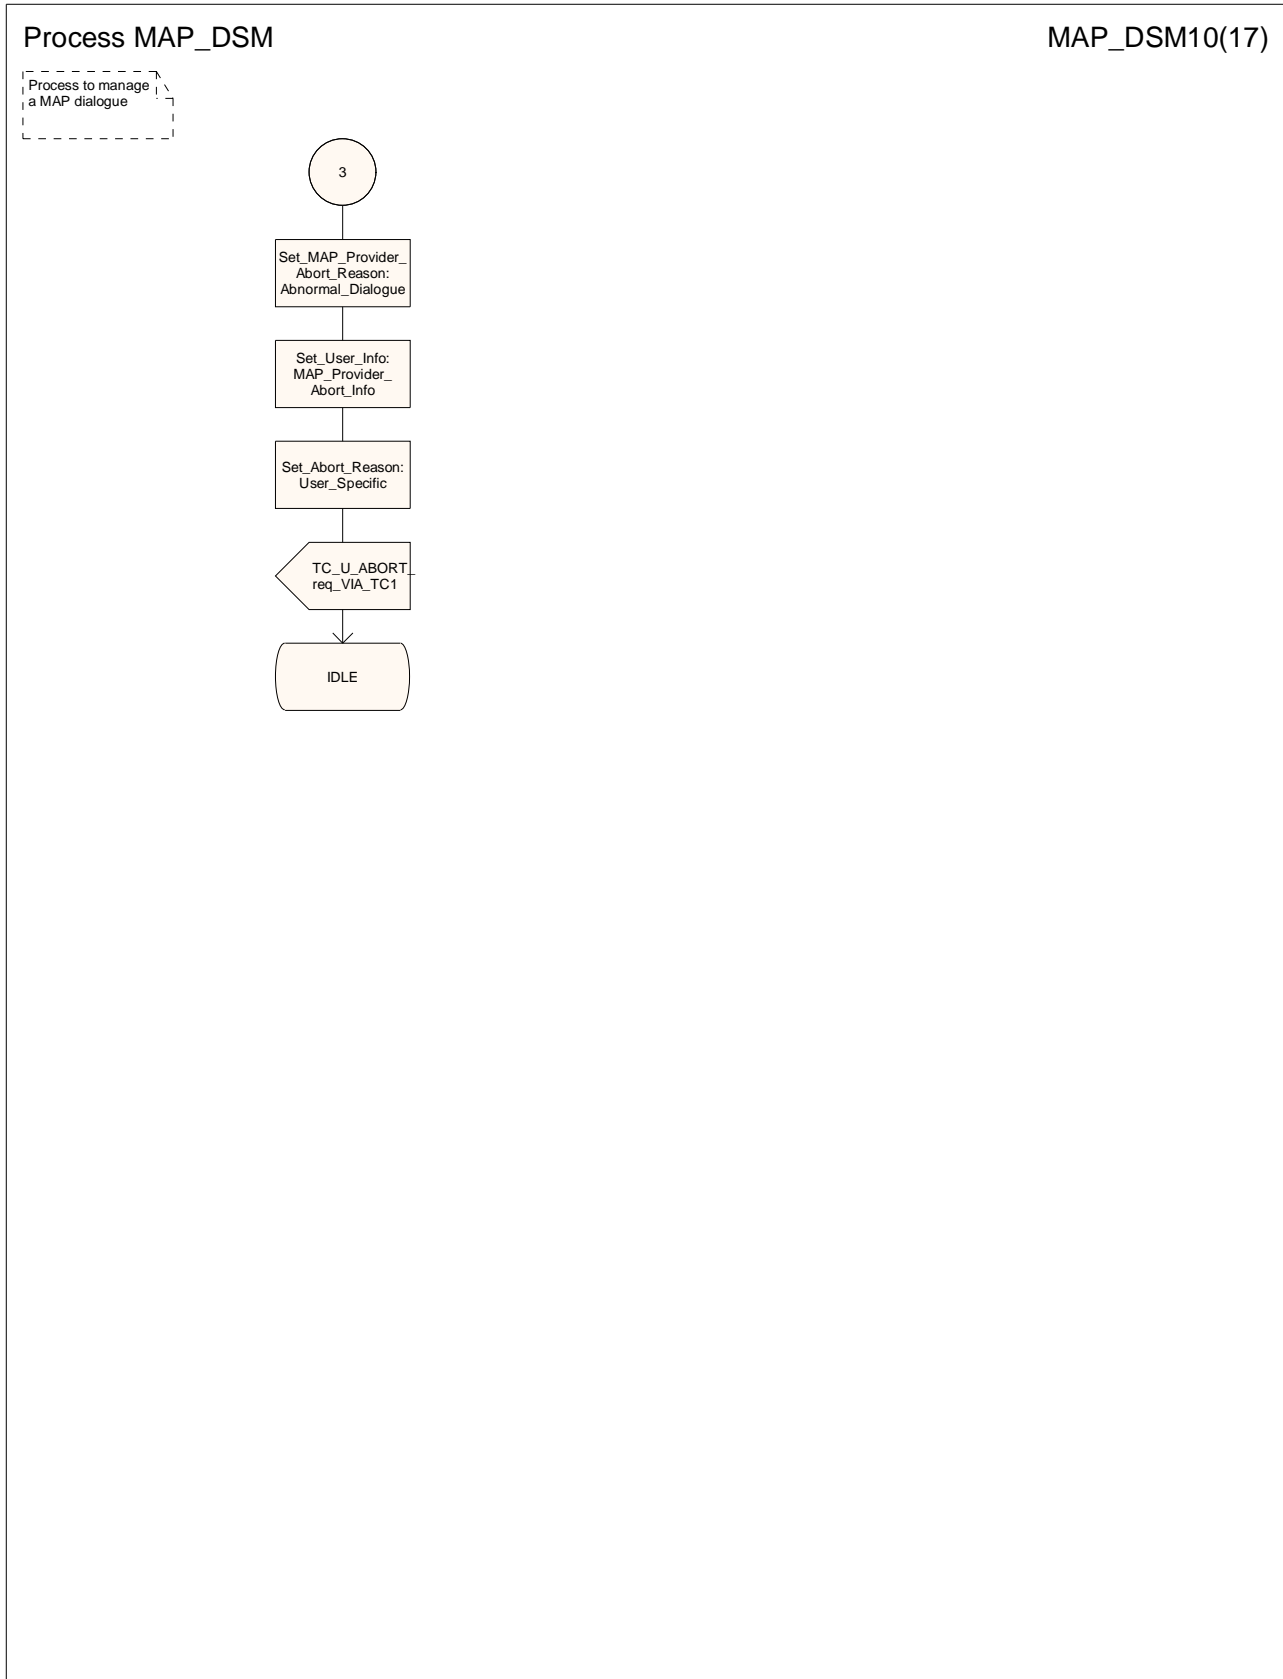 Process MAP_DSM
MAP_DSM10(17)
Process to manage
a MAP dialogue
3
Set_MAP_Provider_
Abort_Reason:
Abnormal_Dialogue
Set_User_Info:
MAP_Provider_
Abort_Info
Set_Abort_Reason:
User_Specific
TC_U_ABORT_
req_VIA_TC1
IDLE